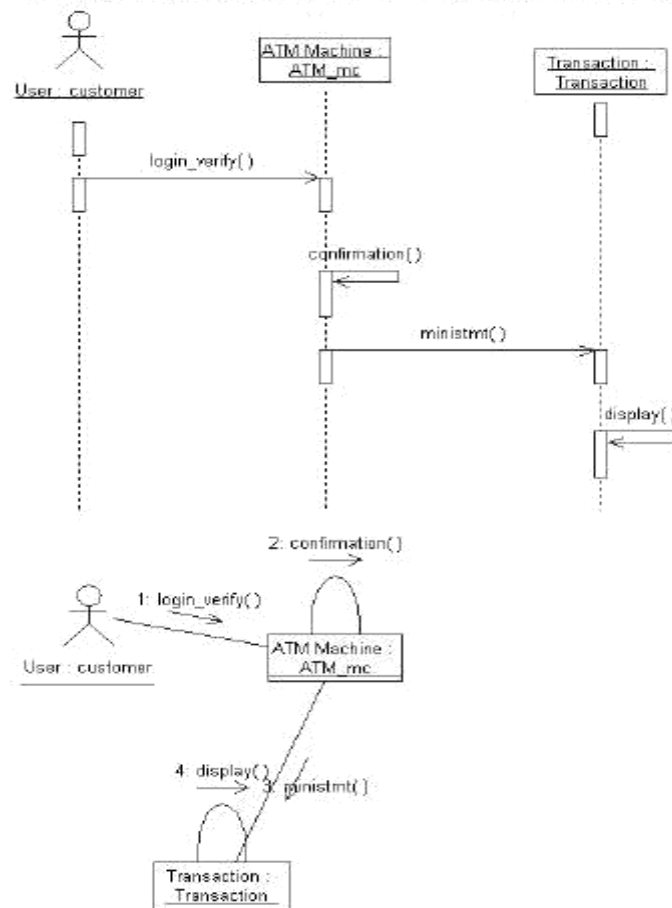 ATM Machine :
ATM_mc
Transaction :
Transaction
User : customer
login_verify( )
confirmation( )
ministmt( )
display( )
2: confirmation( )
1: login_verify( )
ATM Machine :
ATM_mc
User : customer
4: display( )
3: ministmt( )
Transaction :
Transaction